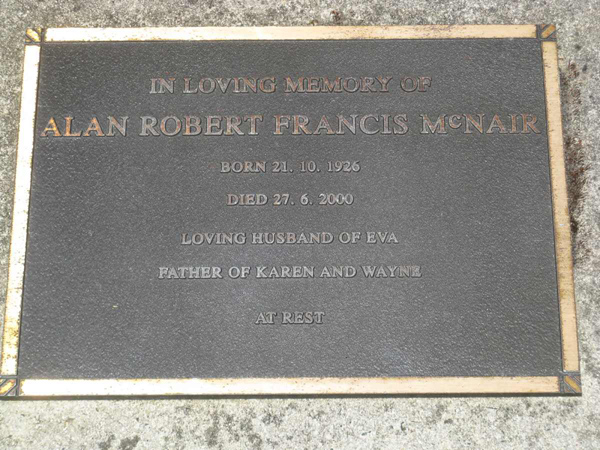 IN LOVING MEMORY OF
ALAN ROBERT FRANCIS McNAIR
BORN 21. 10. 1926
DIED 27. 6. 2000
LOVING HUSBAND OF EVA
FATHER OF KAREN AND WAYNE
AT REST